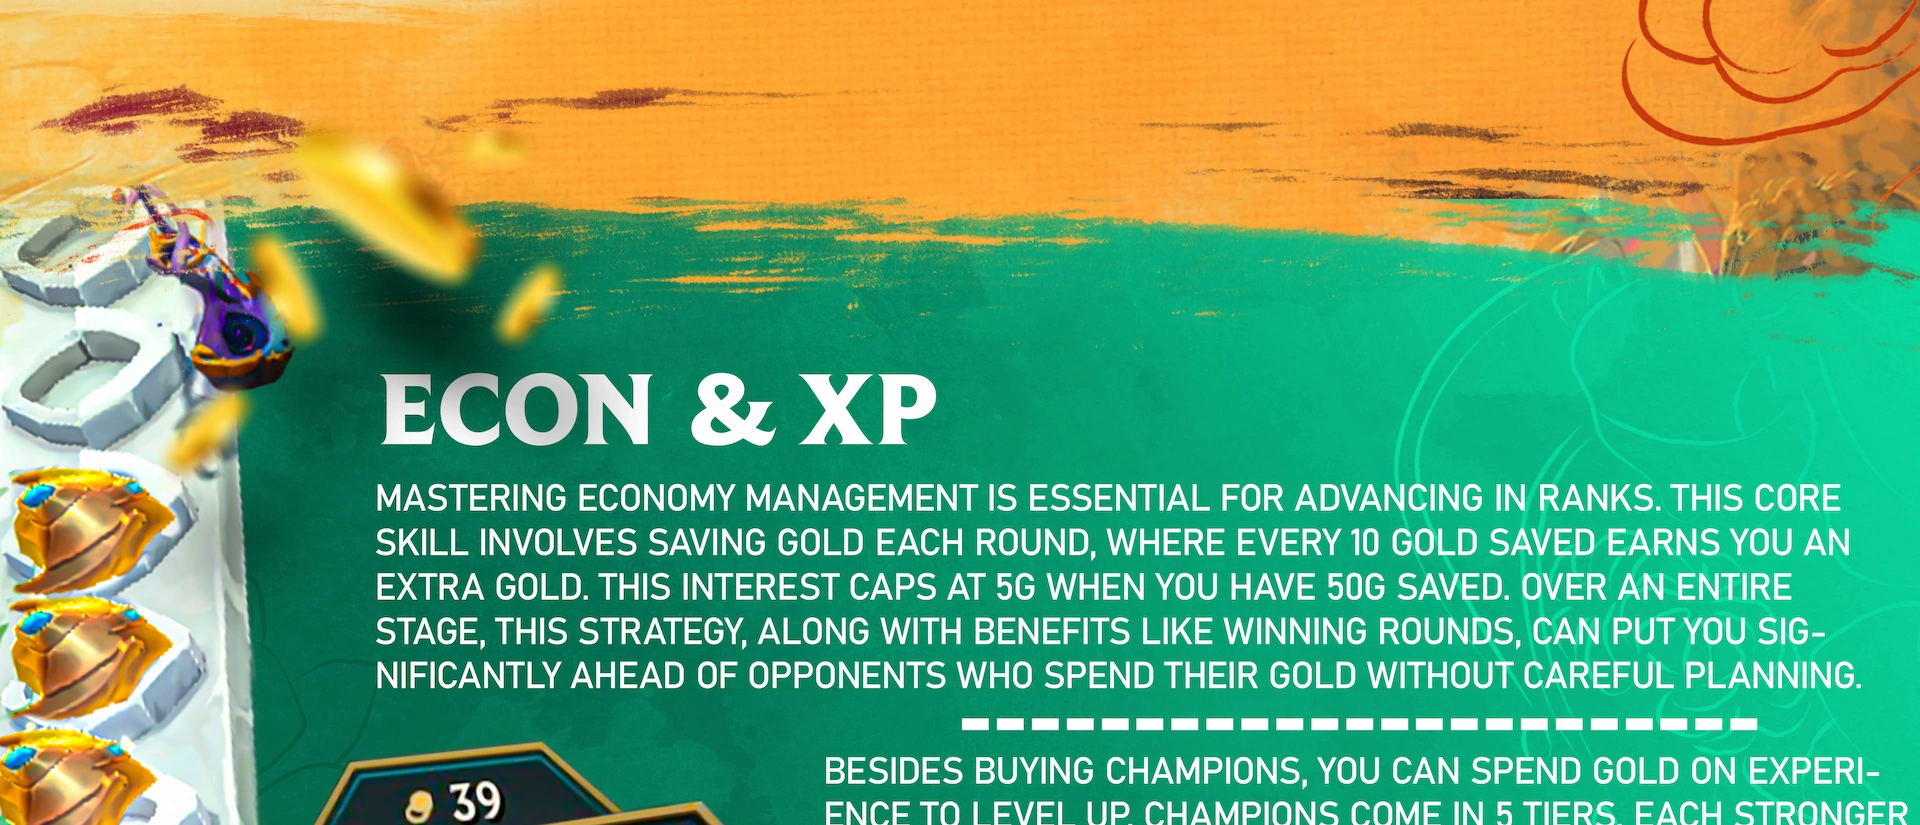 ECON & XP
MASTERING ECONOMY MANAGEMENT IS ESSENTIAL FOR ADVANCING IN RANKS. THIS CORE
SKILL INVOLVES SAVING GOLD EACH ROUND, WHERE EVERY 10 GOLD SAVED EARNS YOU AN
EXTRA GOLD. THIS INTEREST CAPS AT 5G WHEN YOU HAVE 50G SAVED. OVER AN ENTIRE
STAGE, THIS STRATEGY, ALONG WITH BENEFITS LIKE WINNING ROUNDS, CAN PUT YOU SIG-
NIFICANTLY AHEAD OF OPPONENTS WHO SPEND THEIR GOLD WITHOUT CAREFUL PLANNING.
39
BESIDES BUYING CHAMPIONS, YOU CAN SPEND GOLD ON EXPERI-
ENCE TO LEVEL UP. CHAMPIONS COME IN 5 TIERS, EACH STRONGER